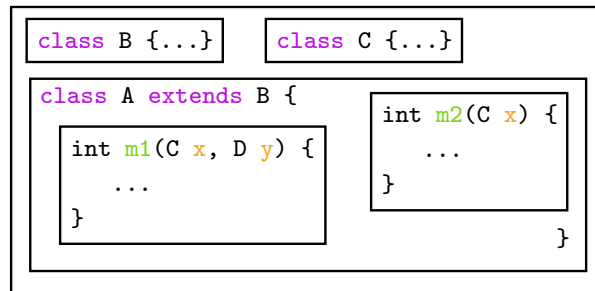 class B {...}
class C {...}
class A extends B {
int m1(C x, D y) {
...
}
int m2(C x) {
...
}
}